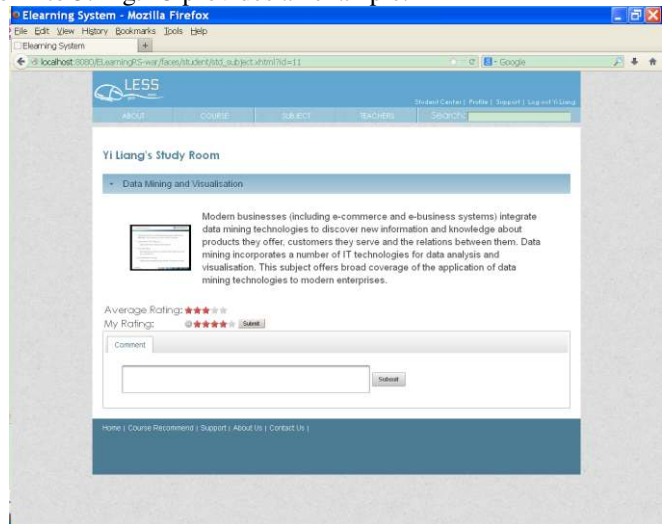 Elearning System - Mozilla Firefox
File Edit View History Bookmarks Tools Help
Elearning System +
localhost:8080/ELearningRS-war/faces/student/std_subject.xhtml?id=11
Google
LESS
Student Center | Profile | Support | Log out Yi Liang
ABOUT COURSE SUBJECT TEACHERS Search:
Yi Liang's Study Room
Data Mining and Visualisation
Modern businesses (including e-commerce and e-business systems) integrate
data mining technologies to discover new information and knowledge about
products they offer, customers they serve and the relations between them. Data
mining incorporates a number of IT technologies for data analysis and
visualisation. This subject offers broad coverage of the application of data
mining technologies to modern enterprises.
Average Rating:
My Rating: Submit
Comment
Submit
Home | Course Recommend | Support | About Us | Contact Us |